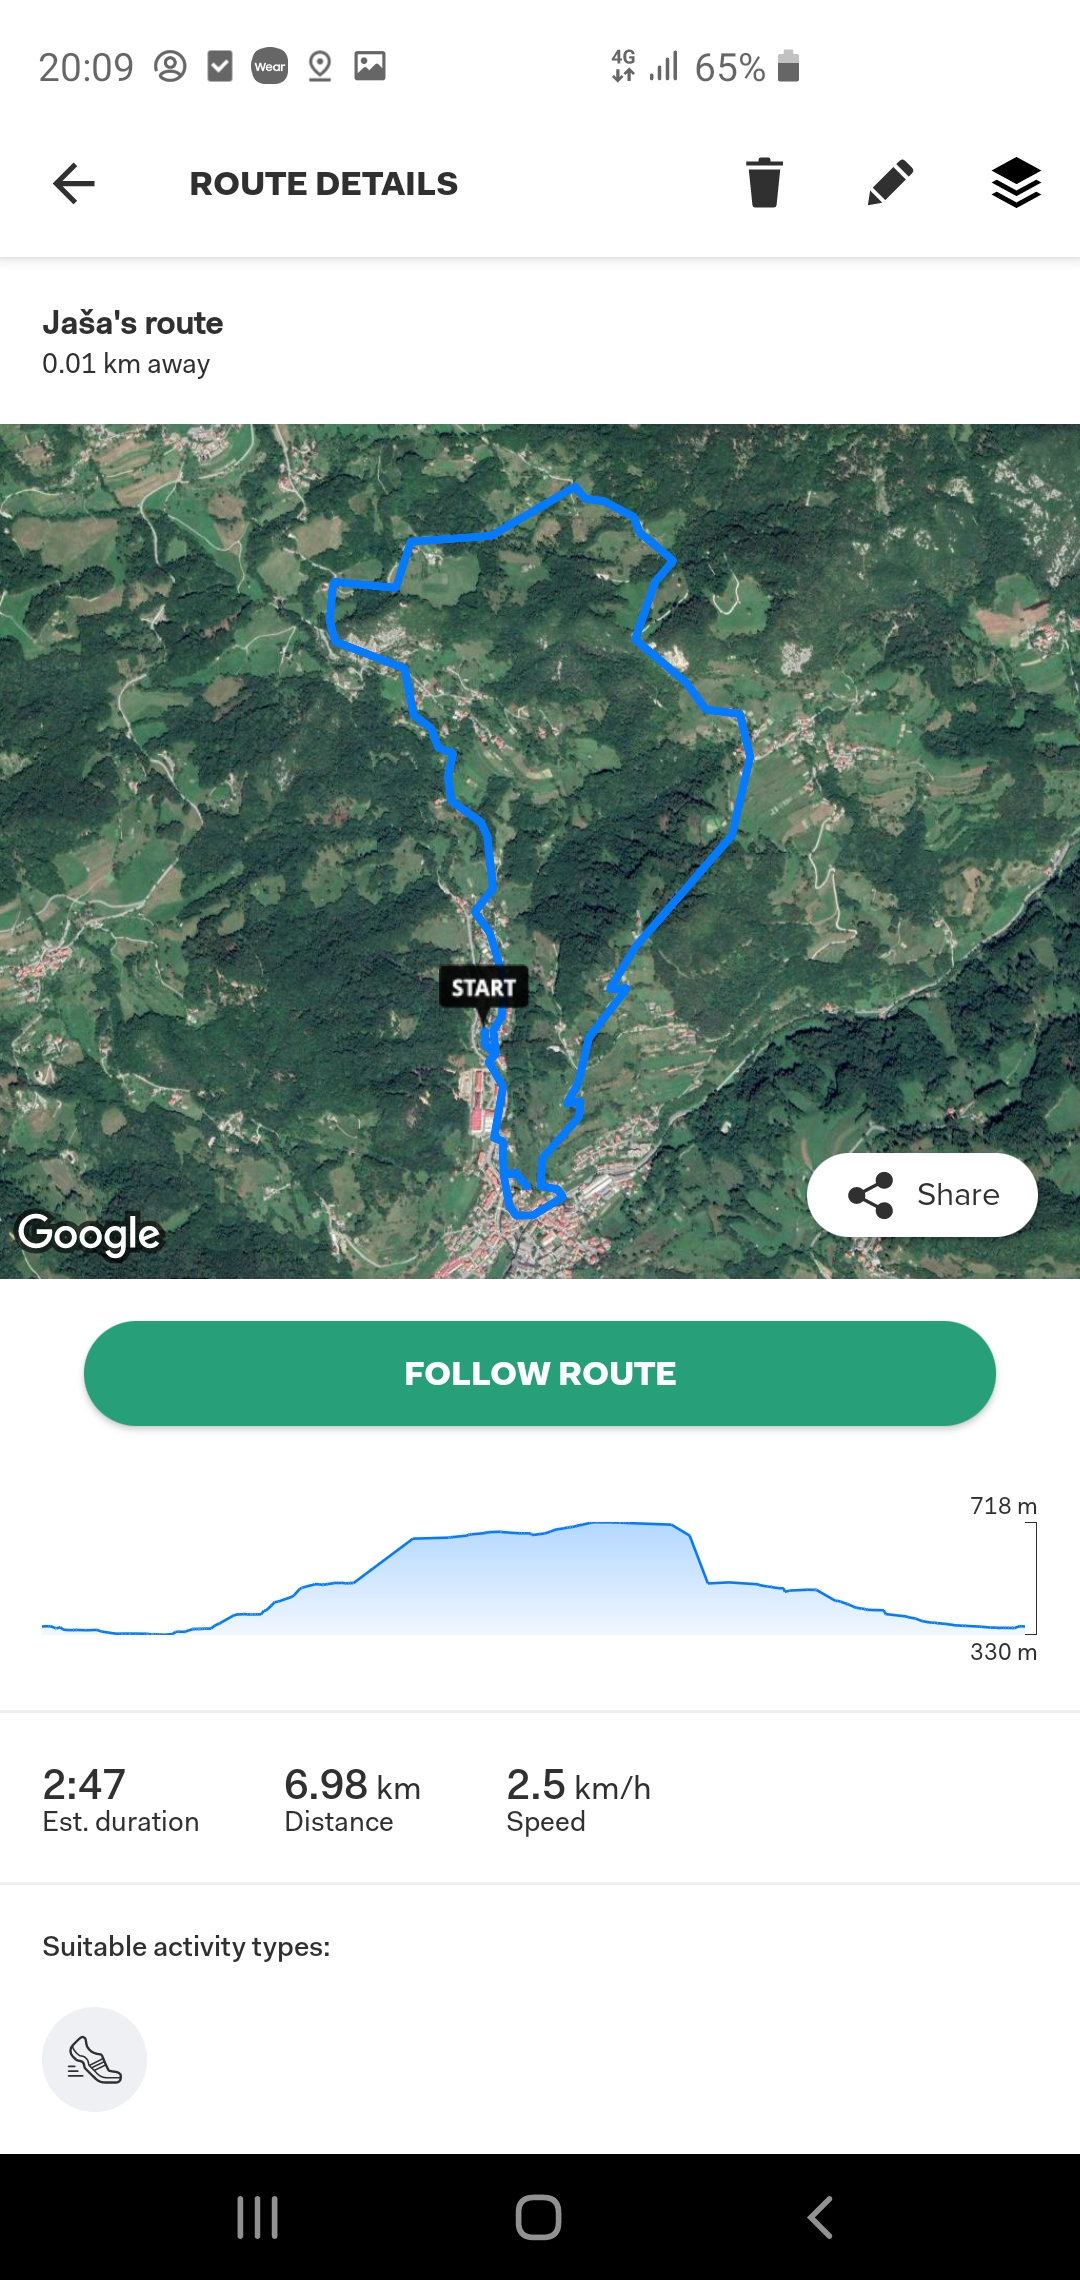 20:09 Wear 4G 65%
ROUTE DETAILS
Jaša's route
0.01 km away
START
Share
Google
FOLLOW ROUTE
718 m
330 m
2:47 6.98 km 2.5 km/h
Est. duration Distance Speed
Suitable activity types: